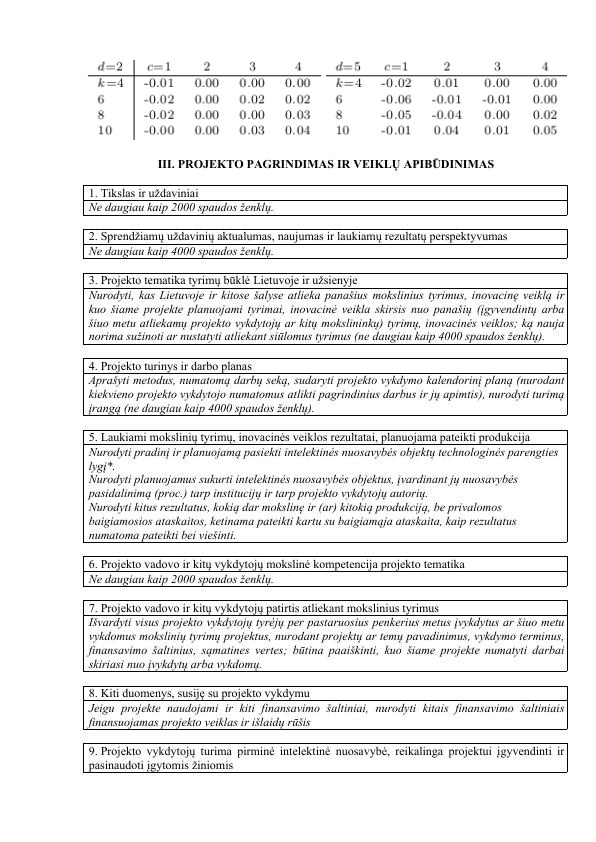 d=2 c=1 2 3 4 d=5 c=1 2 3 4
k=4 -0.01 0.00 0.00 0.00 k=4 -0.02 0.01 0.00 0.00
6 -0.02 0.00 0.02 0.02 6 -0.06 -0.01 -0.01 0.00
8 -0.02 0.00 0.00 0.03 8 -0.05 -0.04 0.00 0.02
10 -0.00 0.00 0.03 0.04 10 -0.01 0.04 0.01 0.05
III. PROJEKTO PAGRINDIMAS IR VEIKLŲ APIBŪDINIMAS
1. Tikslas ir uždaviniai
Ne daugiau kaip 2000 spaudos ženklų.
2. Sprendžiamų uždavinių aktualumas, naujumas ir laukiamų rezultatų perspektyvumas
Ne daugiau kaip 4000 spaudos ženklų.
3. Projekto tematika tyrimų būklė Lietuvoje ir užsienyje
Nurodyti, kas Lietuvoje ir kitose šalyse atlieka panašius mokslinius tyrimus, inovacinę veiklą ir
kuo šiame projekte planuojami tyrimai, inovacinė veikla skirsis nuo panašių (įgyvendintų arba
šiuo metu atliekamų projekto vykdytojų ar kitų mokslininkų) tyrimų, inovacinės veiklos; ką nauja
norima sužinoti ar nustatyti atliekant siūlomus tyrimus (ne daugiau kaip 4000 spaudos ženklų).
4. Projekto turinys ir darbo planas
Aprašyti metodus, numatomą darbų seką, sudaryti projekto vykdymo kalendorinį planą (nurodant
kiekvieno projekto vykdytojo numatomus atlikti pagrindinius darbus ir jų apimtis), nurodyti turimą
įrangą (ne daugiau kaip 4000 spaudos ženklų).
5. Laukiami mokslinių tyrimų, inovacinės veiklos rezultatai, planuojama pateikti produkcija
Nurodyti pradinį ir planuojamą pasiekti intelektinės nuosavybės objektų technologinės parengties
lygį*.
Nurodyti planuojamus sukurti intelektinės nuosavybės objektus, įvardinant jų nuosavybės
pasidalinimą (proc.) tarp institucijų ir tarp projekto vykdytojų autorių.
Nurodyti kitus rezultatus, kokią dar mokslinę ir (ar) kitokią produkciją, be privalomos
baigiamosios ataskaitos, ketinama pateikti kartu su baigiamąja ataskaita, kaip rezultatus
numatoma pateikti bei viešinti.
6. Projekto vadovo ir kitų vykdytojų mokslinė kompetencija projekto tematika
Ne daugiau kaip 2000 spaudos ženklų.
7. Projekto vadovo ir kitų vykdytojų patirtis atliekant mokslinius tyrimus
Išvardyti visus projekto vykdytojų tyrėjų per pastaruosius penkerius metus įvykdytus ar šiuo metu
vykdomus mokslinių tyrimų projektus, nurodant projektų ar temų pavadinimus, vykdymo terminus,
finansavimo šaltinius, sąmatines vertes; būtina paaiškinti, kuo šiame projekte numatyti darbai
skiriasi nuo įvykdytų arba vykdomų.
8. Kiti duomenys, susiję su projekto vykdymu
Jeigu projekte naudojami ir kiti finansavimo šaltiniai, nurodyti kitais finansavimo šaltiniais
finansuojamas projekto veiklas ir išlaidų rūšis
9. Projekto vykdytojų turima pirminė intelektinė nuosavybė, reikalinga projektui įgyvendinti ir
pasinaudoti įgytomis žiniomis